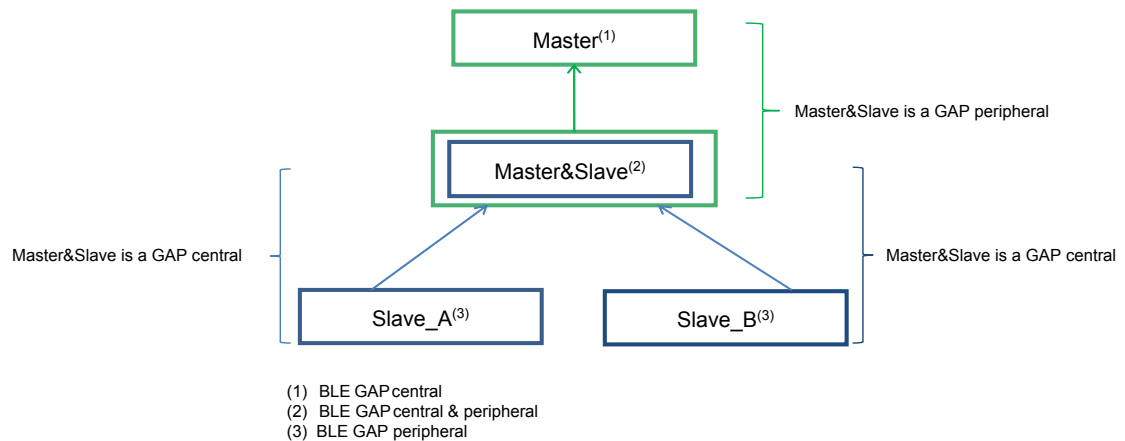 Master(1)
Master&Slave is a GAP peripheral
Master&Slave(2)
Master&Slave is a GAP central
Master&Slave is a GAP central
Slave_A(3)
Slave_B(3)
(1) BLE GAP central
(2) BLE GAP central & peripheral
(3) BLE GAP peripheral